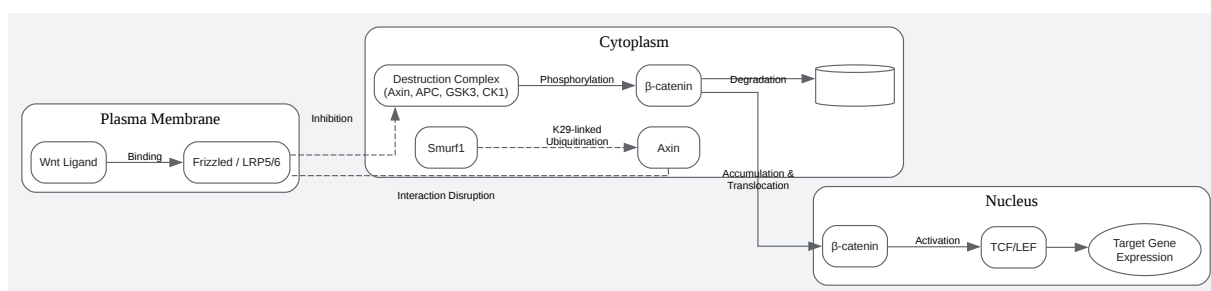 Cytoplasm
Destruction Complex
(Axin, APC, GSK3, CK1)
Phosphorylation
β-catenin
Degradation
Plasma Membrane
Wnt Ligand
Binding
Frizzled / LRP5/6
Inhibition
Smurf1
K29-linked
Ubiquitination
Axin
Interaction Disruption
Accumulation &
Translocation
Nucleus
β-catenin
Activation
TCF/LEF
Target Gene
Expression